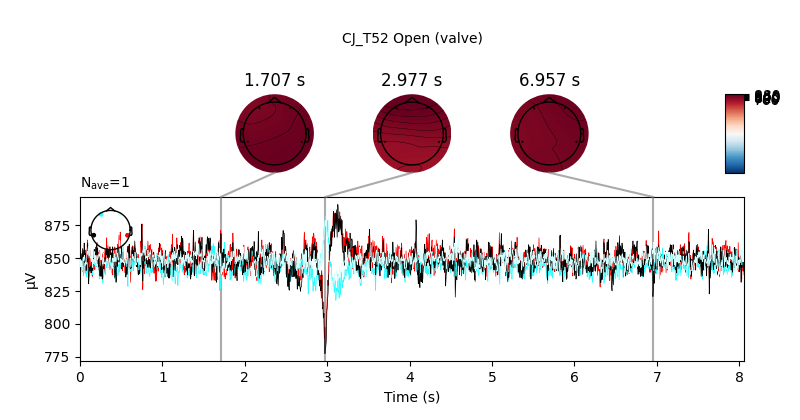 CJ_T52 Open (valve)
1.707 s 2.977 s 6.957 s
Nave=1
875
850
825
800
775
µV
0 1 2 3 4 5 6 7 8
Time (s)